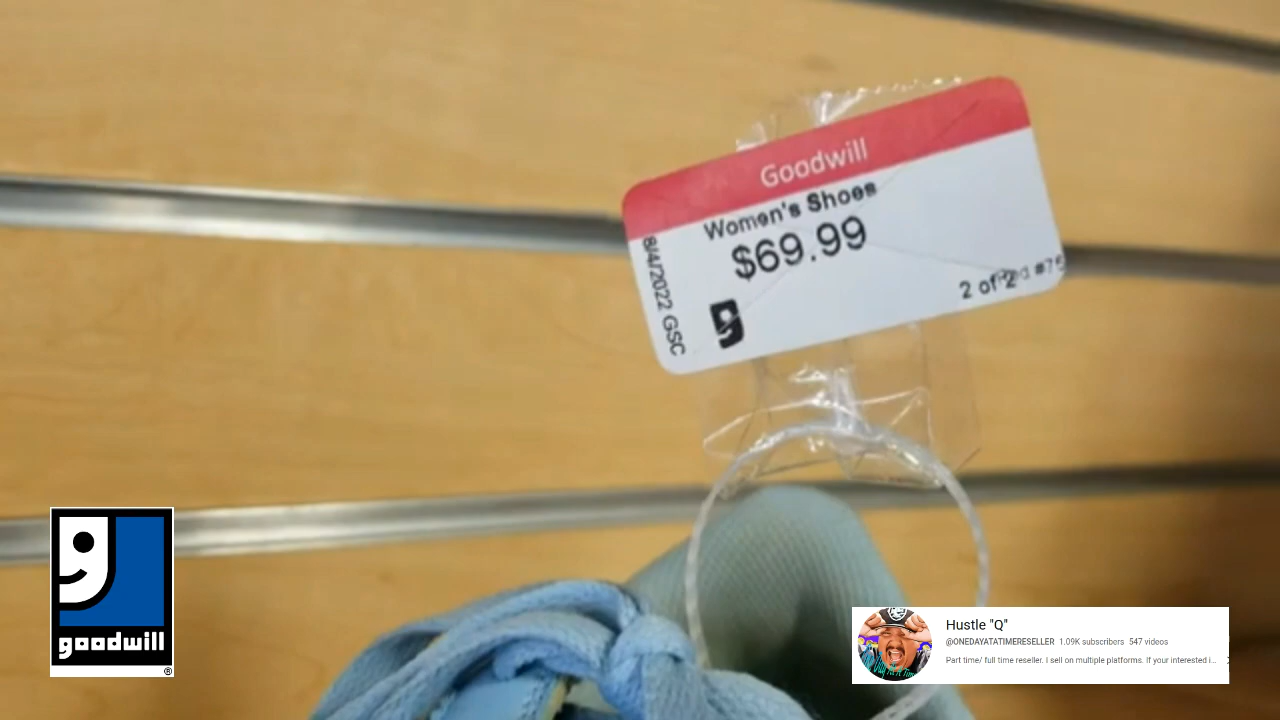 Goodwill
Women's Shoes
$69.99
8/4/2022 GSC
2 of 2
#76
goodwill
®
Hustle "Q"
@ONEDAYATATIMERESELLER 1.09K subscribers 547 videos
Part time/ full time reseller. I sell on multiple platforms. If your interested i...